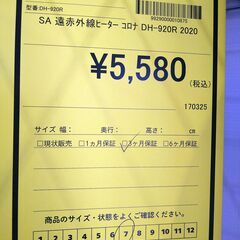 型番:DH-920R
9929000010875
SA 遠赤外線ヒーター コロナ DH-920R 2020
¥5,580
(税込)
170325
サイズ 幅: 奥行: 高さ: cm
□現状販売 □1ヵ月保証 ☑3ヶ月保証 □6ヶ月保証
商品のサイズ・状態をよくご確認ください。
1 2 3 4 5 6 7 8 9 10 11 12